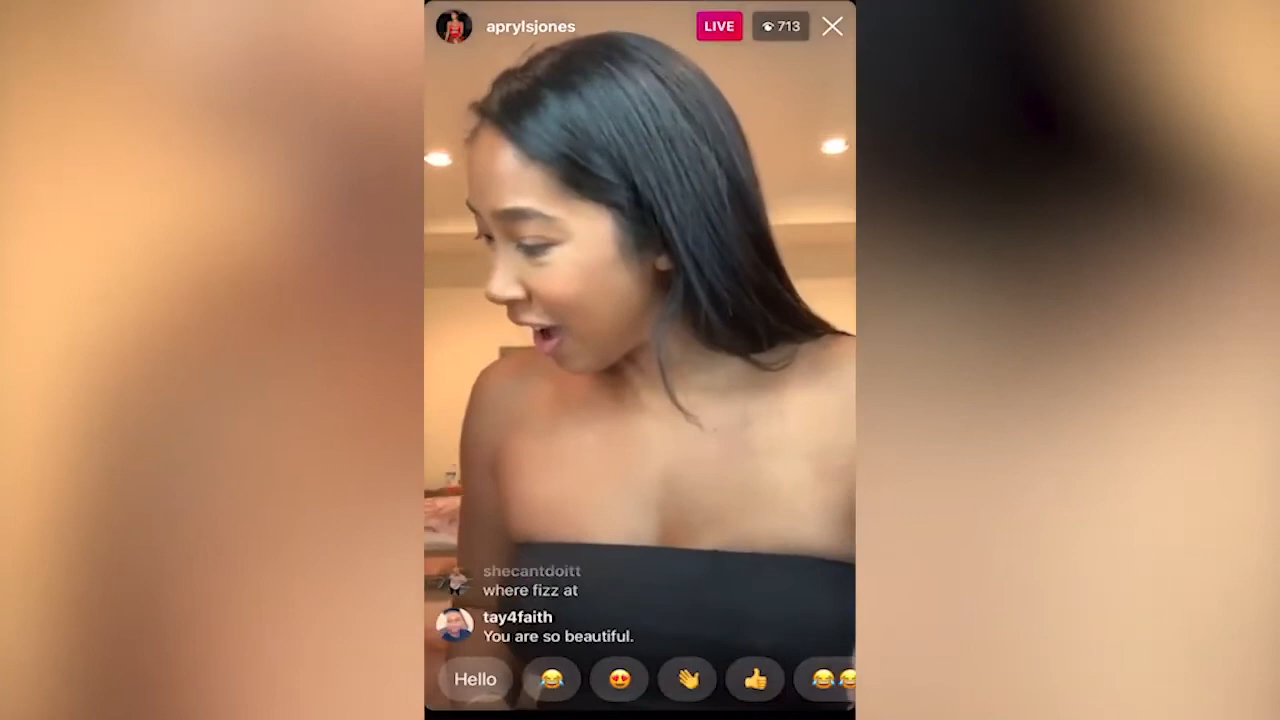 aprylsjones
LIVE
713
shecantdoitt
where fizz at
tay4faith
You are so beautiful.
Hello